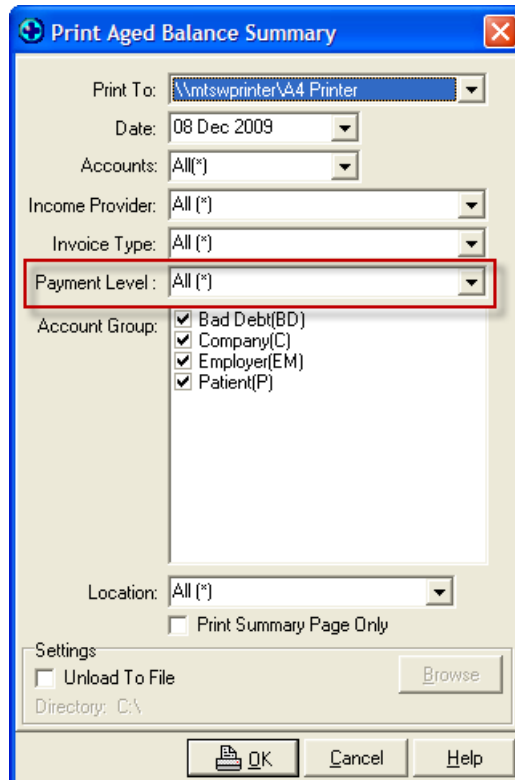 Print Aged Balance Summary
Print To: \\mtswprinter\A4 Printer
Date: 08 Dec 2009
Accounts: All(*)
Income Provider: All (*)
Invoice Type: All (*)
Payment Level : All (*)
Account Group:
Bad Debt(BD)
Company(C)
Employer(EM)
Patient(P)
Location: All (*)
Print Summary Page Only
Settings
Unload To File
Browse
Directory: C:\
OK Cancel Help